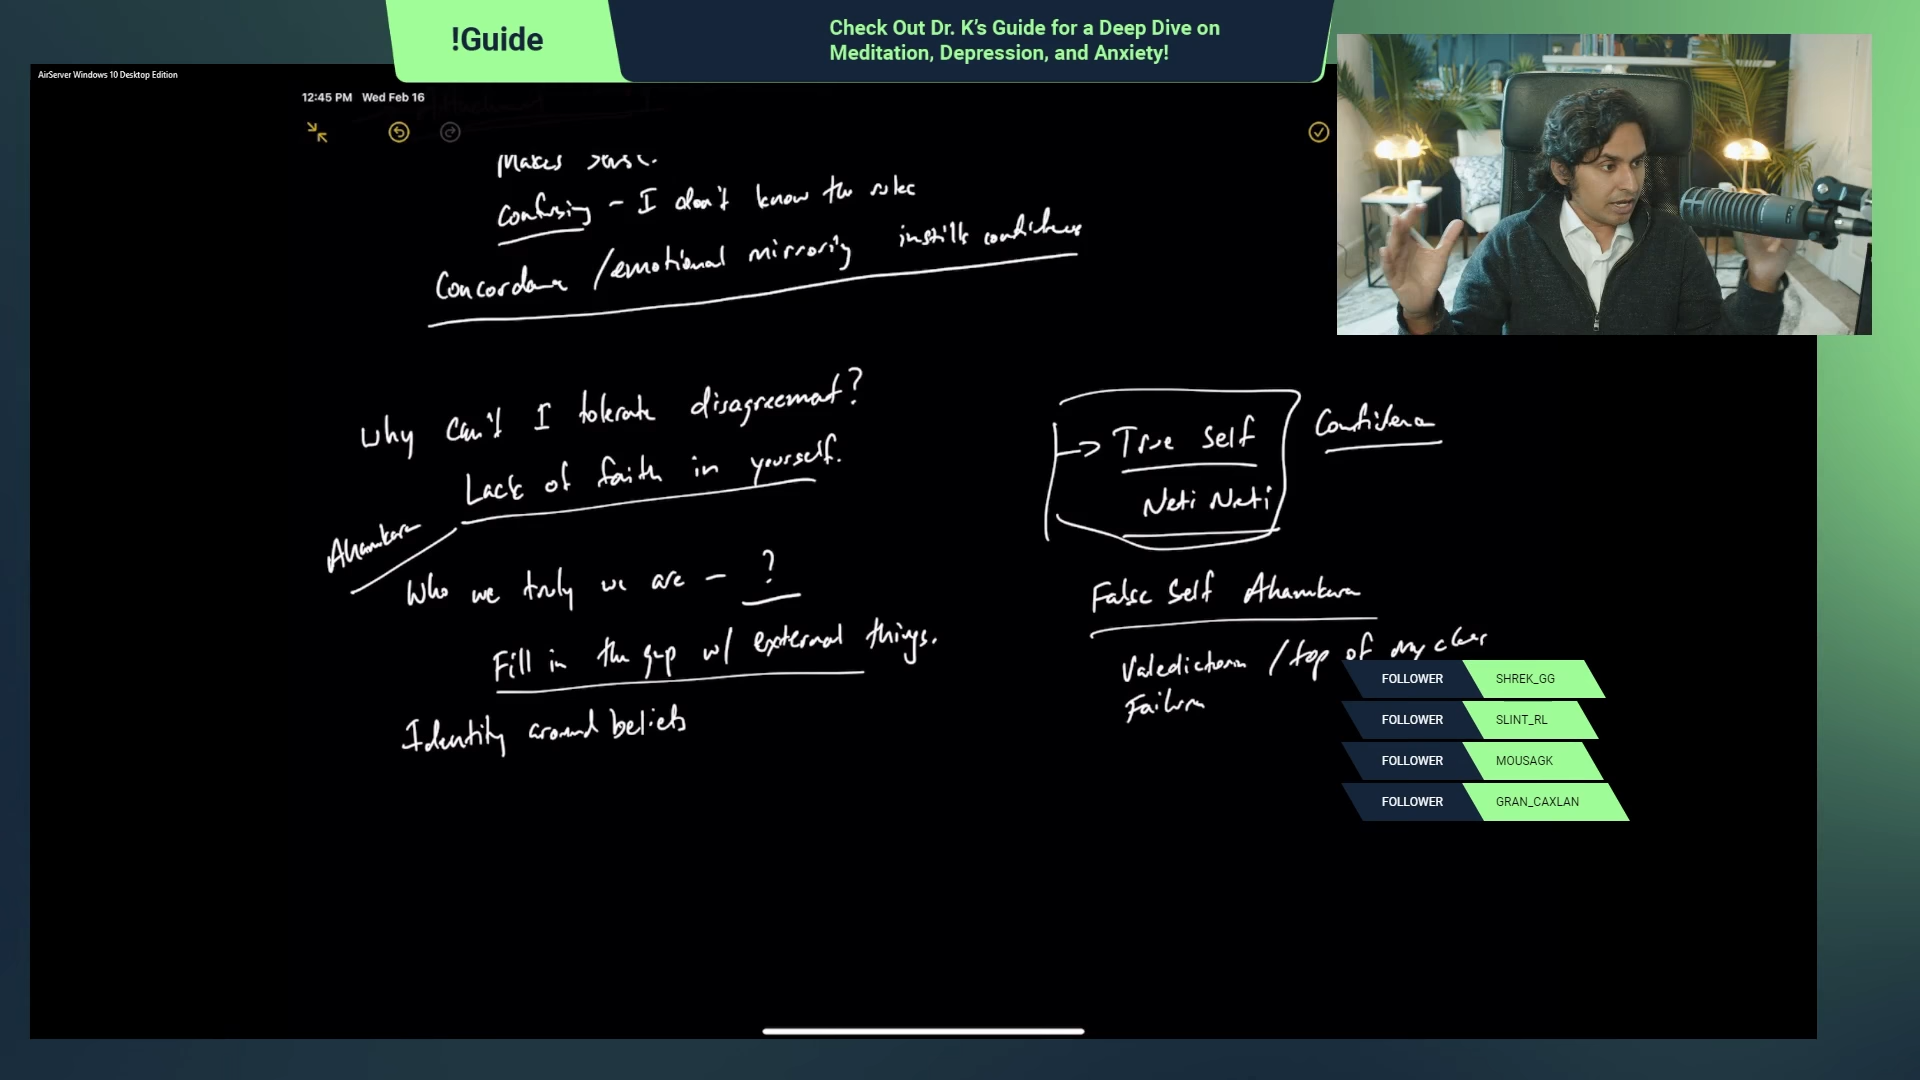 !Guide
Check Out Dr. K's Guide for a Deep Dive on
Meditation, Depression, and Anxiety!
AirServer Windows 10 Desktop Edition
12:45 PM Wed Feb 16
Makes sense.
Confusing - I don't know the rules
Concordance / emotional mirroring instills confidence
Why can't I tolerate disagreement?
Lack of faith in yourself.
Ahamkara
Who we truly we are - ?
Fill in the gap w/ external things.
Identity around beliefs
True Self
Neti Neti
Confidence
False Self Ahamkara
Valedictorian / top of my class
Failure
FOLLOWER SHREK_GG
FOLLOWER SLINT_RL
FOLLOWER MOUSAGK
FOLLOWER GRAN_CAXLAN